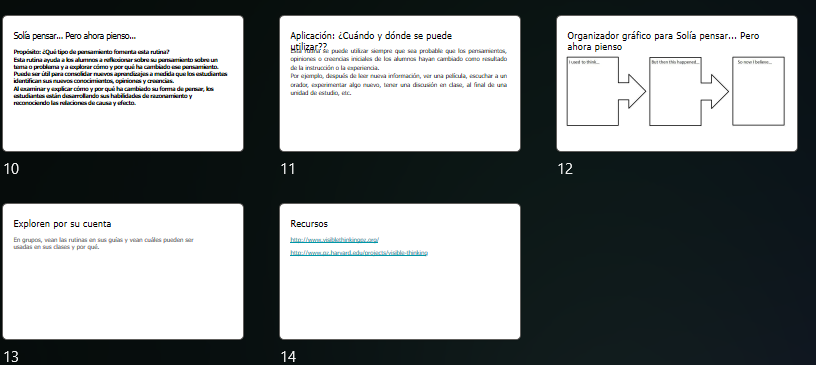 Solía pensar... Pero ahora pienso...
Propósito: ¿Qué tipo de pensamiento fomenta esta rutina?
Esta rutina ayuda a los alumnos a reflexionar sobre su pensamiento sobre un
tema o problema y a explorar cómo y por qué ha cambiado ese pensamiento.
Puede ser útil para consolidar nuevos aprendizajes a medida que los estudiantes
identifican sus nuevos conocimientos, opiniones y creencias.
Al examinar y explicar cómo y por qué ha cambiado su forma de pensar, los
estudiantes están desarrollando sus habilidades de razonamiento y
reconociendo las relaciones de causa y efecto.
10
Aplicación: ¿Cuándo y dónde se puede
utilizar??
Esta rutina se puede utilizar siempre que sea probable que los pensamientos,
opiniones o creencias iniciales de los alumnos hayan cambiado como resultado
de la instrucción o la experiencia.
Por ejemplo, después de leer nueva información, ver una película, escuchar a un
orador, experimentar algo nuevo, tener una discusión en clase, al final de una
unidad de estudio, etc.
11
Organizador gráfico para Solía pensar... Pero
ahora pienso
I used to think...
But then this happened...
So now I believe...
12
Exploren por su cuenta
En grupos, vean las rutinas en sus guías y vean cuáles pueden ser
usadas en sus clases y por qué.
13
Recursos
http://www.visiblethinkingpz.org/
http://www.pz.harvard.edu/projects/visible-thinking
14